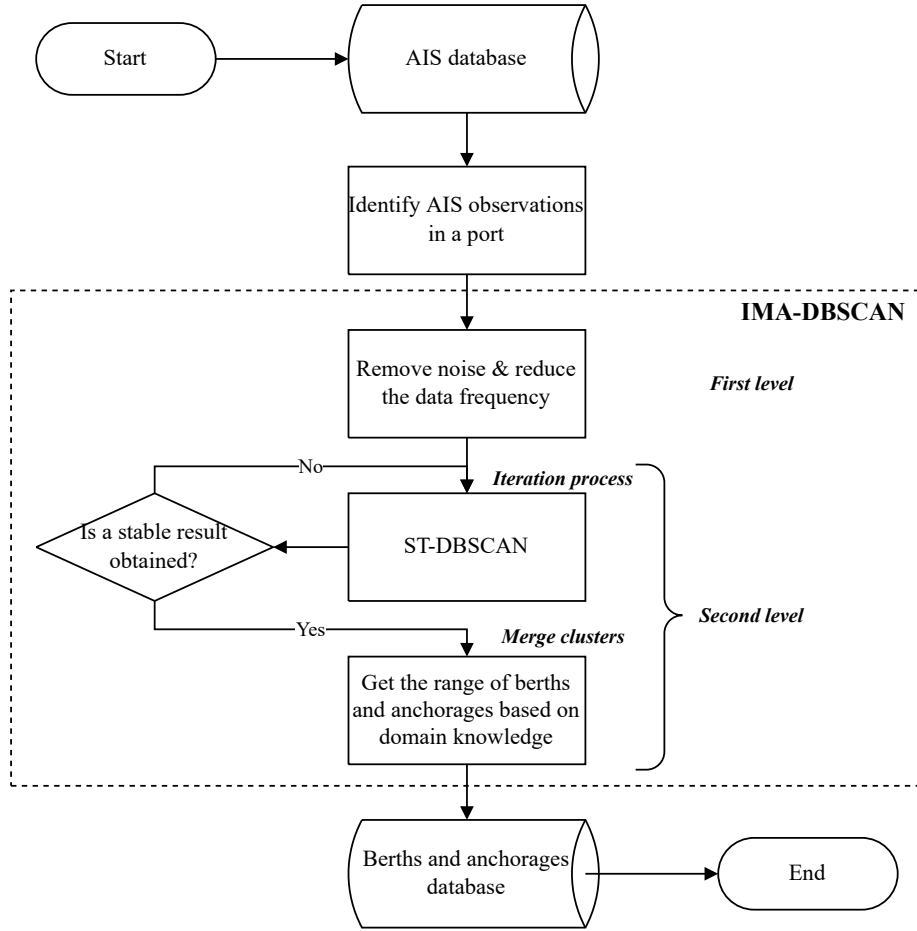 Start
AIS database
Identify AIS observations
in a port
IMA-DBSCAN
Remove noise & reduce
the data frequency
First level
No
Iteration process
Is a stable result
obtained?
ST-DBSCAN
Second level
Yes
Merge clusters
Get the range of berths
and anchorages based on
domain knowledge
Berths and anchorages
database
End